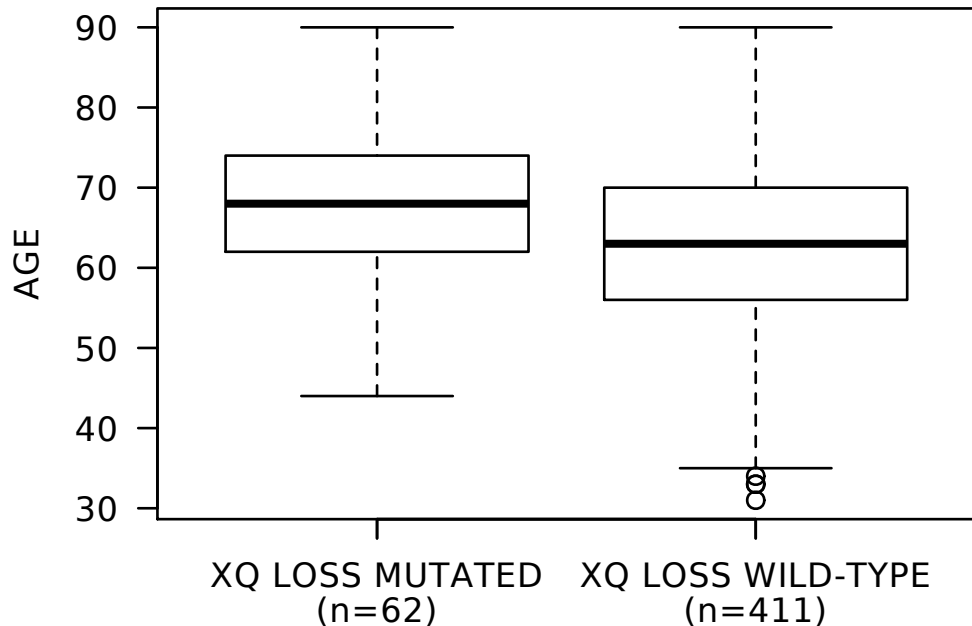 90
80
70
60
50
40
30
AGE
XQ LOSS MUTATED
(n=62)
XQ LOSS WILD-TYPE
(n=411)